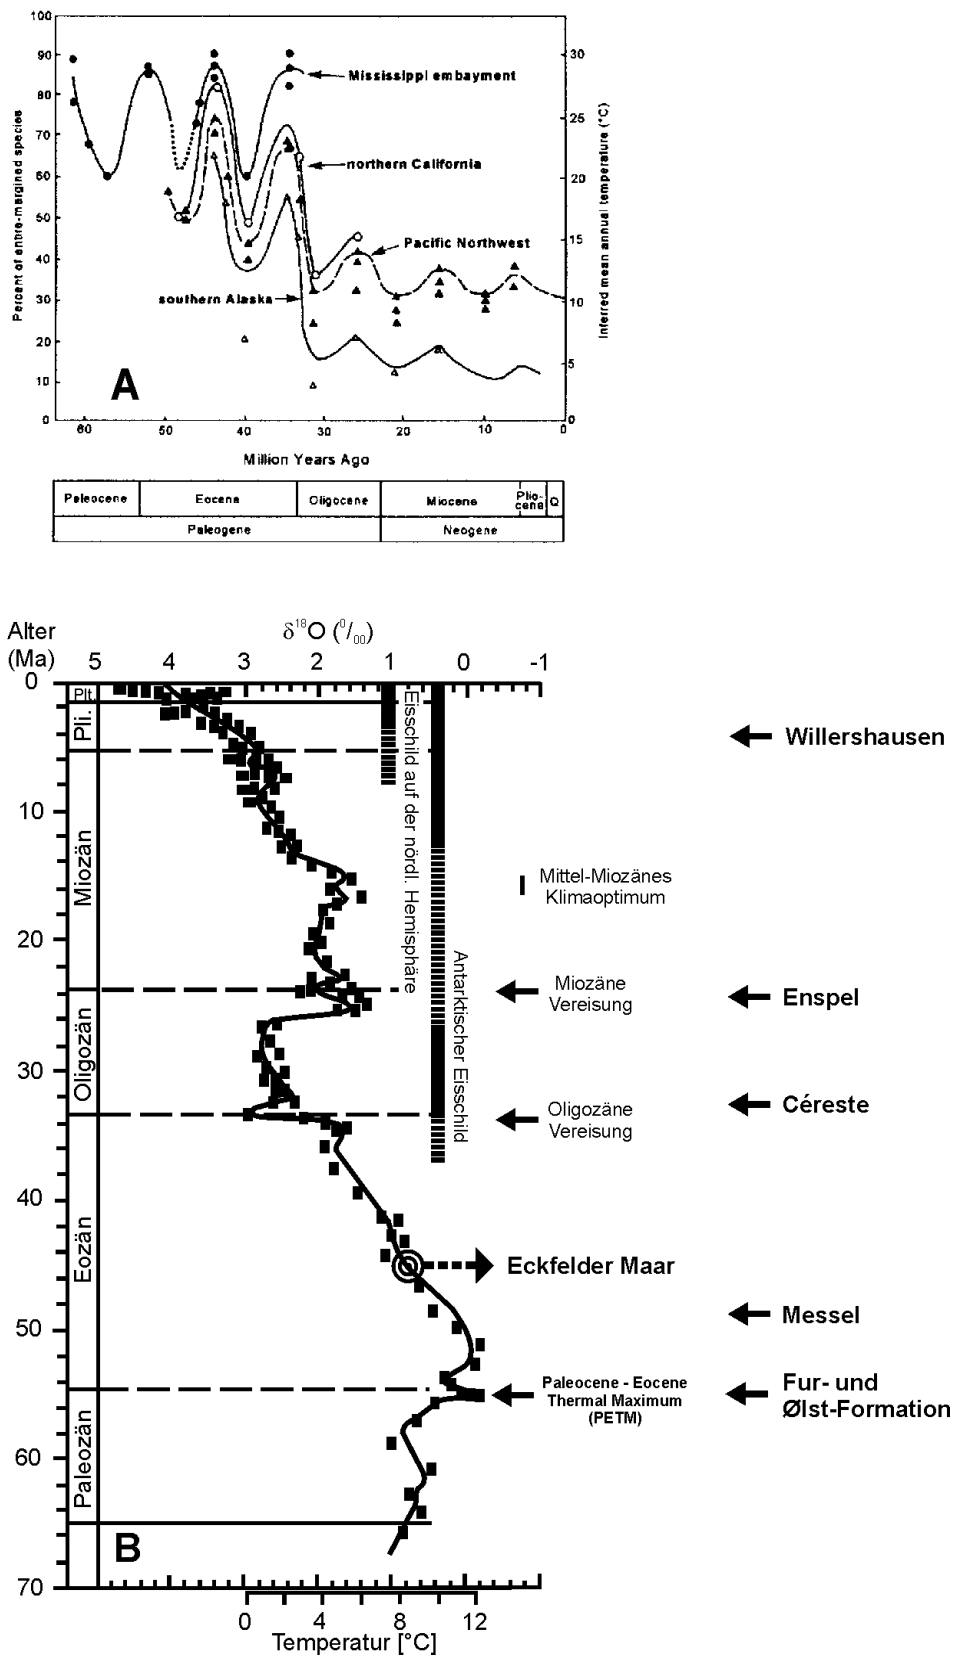 100
90
80
70
60
50
40
30
20
10
0
Percent of entire-margined species
30
25
20
15
10
5
0
Inferred mean annual temperature (°C)
Mississippi embayment
northern California
Pacific Northwest
southern Alaska
A
60 50 40 30 20 10 0
Million Years Ago
Paleocene Eocene Oligocene Miocene Plio-cene Q
Paleogene Neogene
Alter
(Ma)
δ18O (0/00)
5 4 3 2 1 0 -1
0
10
20
30
40
50
60
70
Plt.
Pli.
Miozän
Oligozän
Eozän
Paleozän
Eisschild auf der nördl. Hemisphäre
Antarktischer Eisschild
Willershausen
Mittel-Miozänes
Klimaoptimum
Miozäne
Vereisung
Enspel
Oligozäne
Vereisung
Céreste
Eckfelder Maar
Messel
Paleocene - Eocene
Thermal Maximum
(PETM)
Fur- und
Ølst-Formation
B
0 4 8 12
Temperatur [°C]